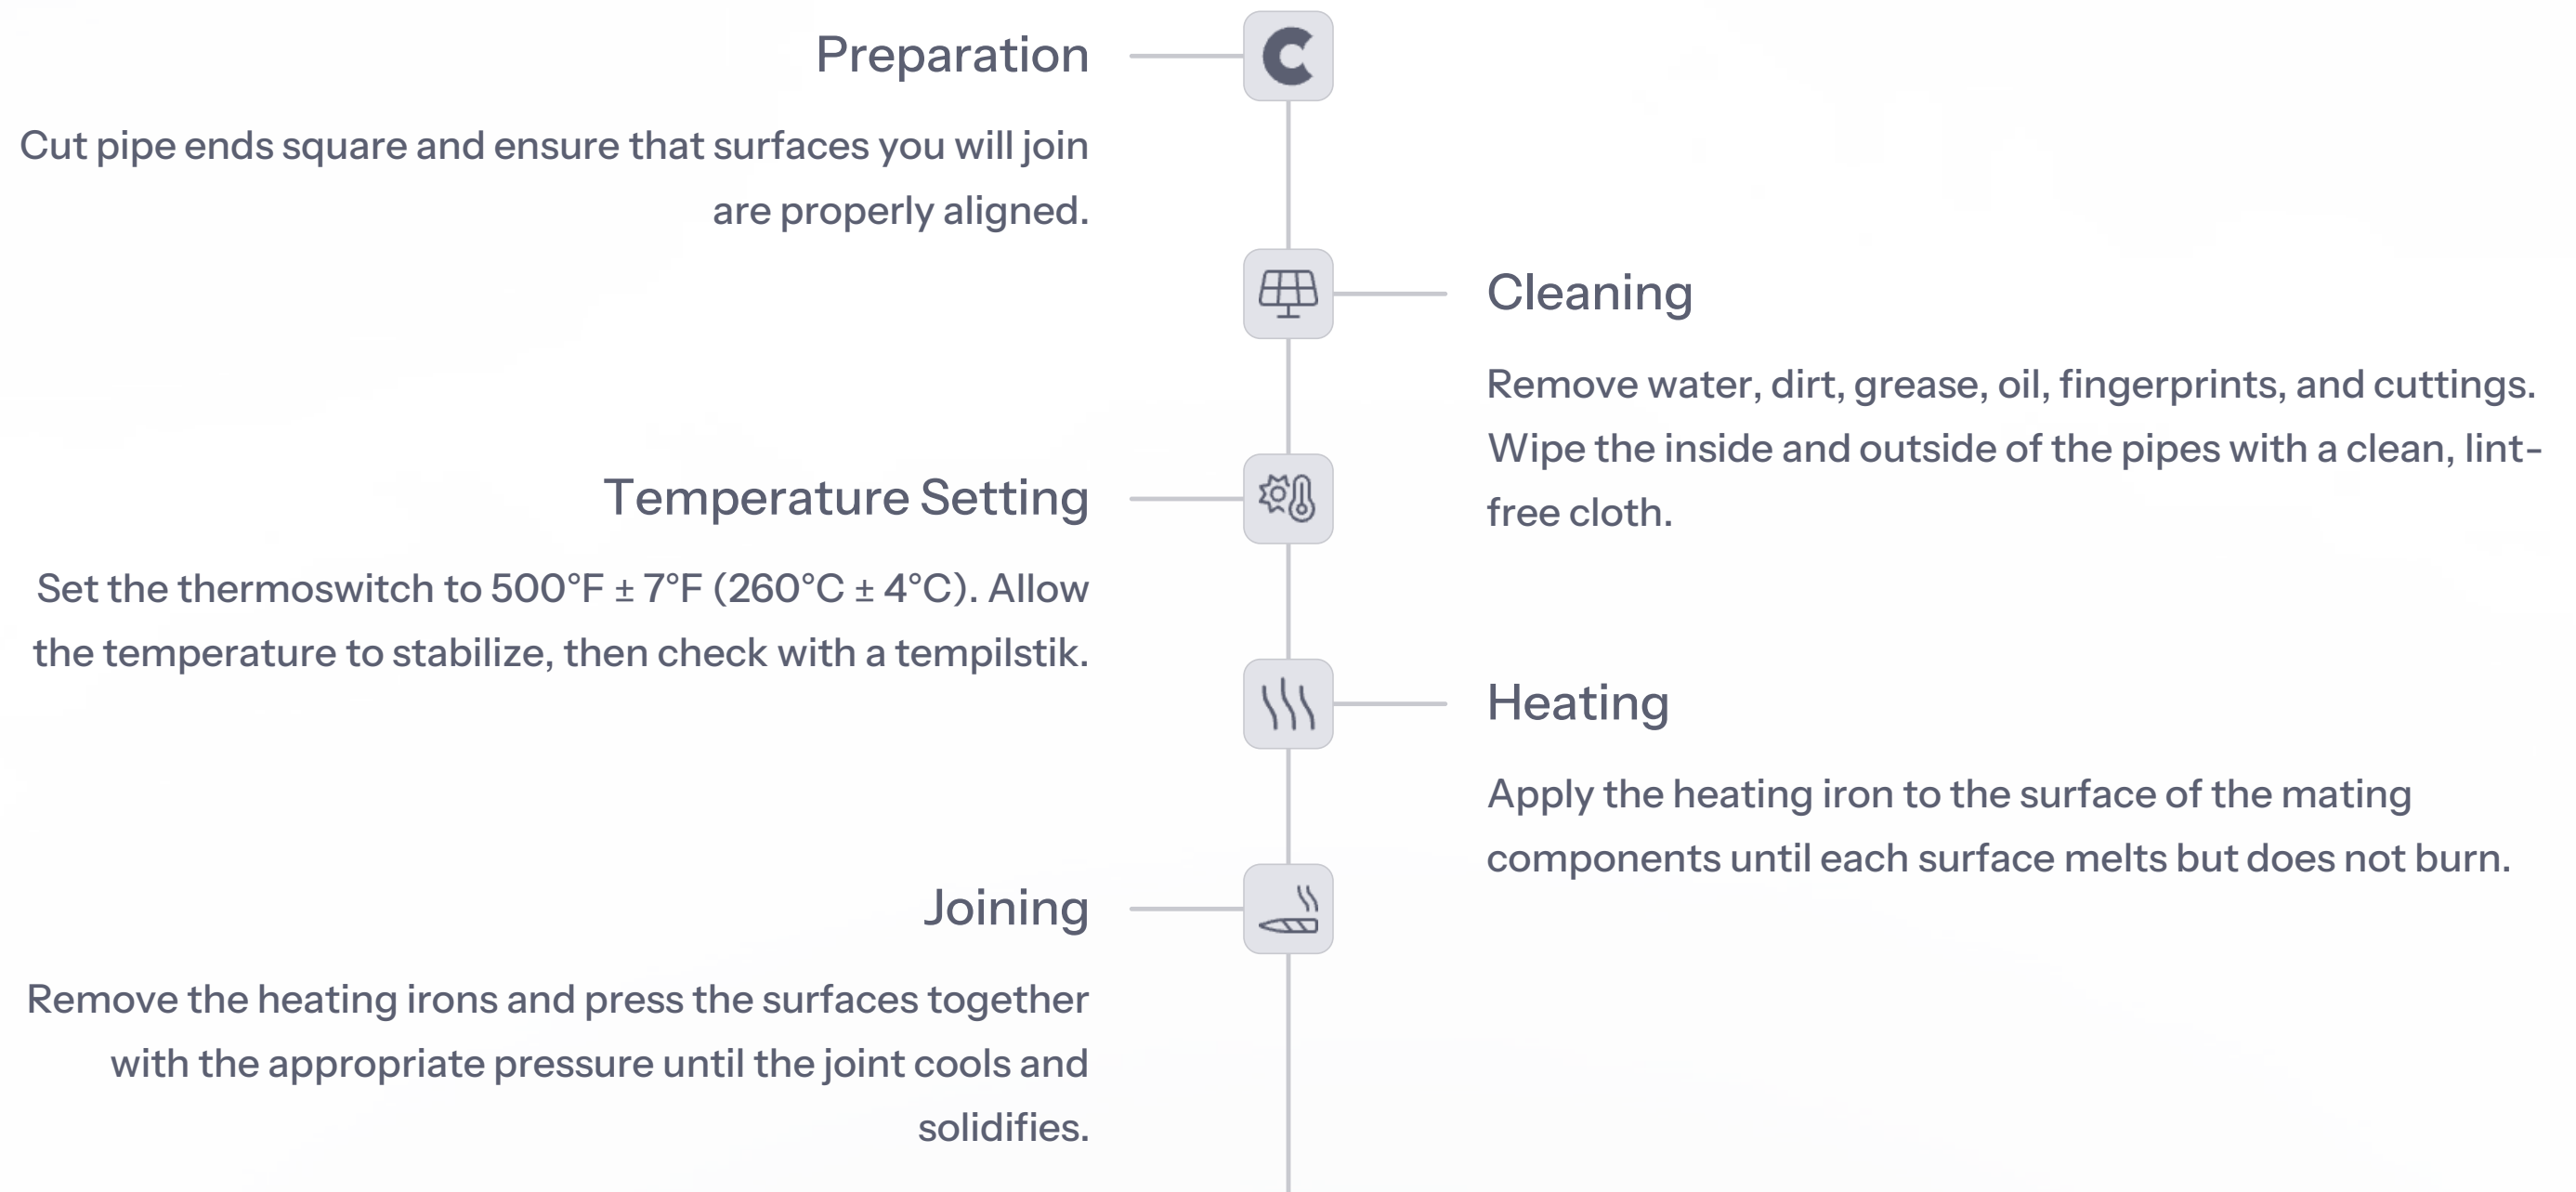 Preparation
Cut pipe ends square and ensure that surfaces you will join
are properly aligned.
Cleaning
Remove water, dirt, grease, oil, fingerprints, and cuttings.
Wipe the inside and outside of the pipes with a clean, lint-
free cloth.
Temperature Setting
Set the thermoswitch to 500°F ± 7°F (260°C ± 4°C). Allow
the temperature to stabilize, then check with a tempilstik.
Heating
Apply the heating iron to the surface of the mating
components until each surface melts but does not burn.
Joining
Remove the heating irons and press the surfaces together
with the appropriate pressure until the joint cools and
solidifies.